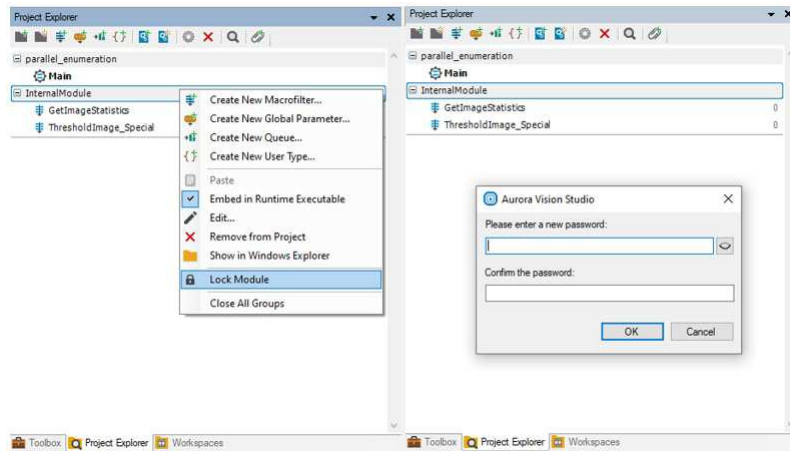 Project Explorer
parallel_enumeration
Main
InternalModule
GetImageStatistics
ThresholdImage_Special
Create New Macrofilter...
Create New Global Parameter...
Create New Queue...
Create New User Type...
Paste
Embed in Runtime Executable
Edit...
Remove from Project
Show in Windows Explorer
Lock Module
Close All Groups
Toolbox Project Explorer Workspaces
Project Explorer
parallel_enumeration
Main
InternalModule
GetImageStatistics 0
ThresholdImage_Special 0
Aurora Vision Studio
Please enter a new password:
Confirm the password:
OK Cancel
Toolbox Project Explorer Workspaces